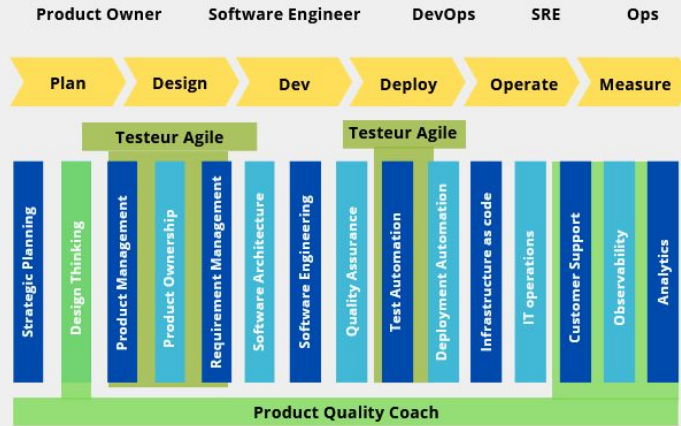 Product Owner Software Engineer DevOps SRE Ops
Plan Design Dev Deploy Operate Measure
Testeur Agile Testeur Agile
Strategic Planning
Design Thinking
Product Management
Product Ownership
Requirement Management
Software Architecture
Software Engineering
Quality Assurance
Test Automation
Deployment Automation
Infrastructure as code
IT operations
Customer Support
Observability
Analytics
Product Quality Coach